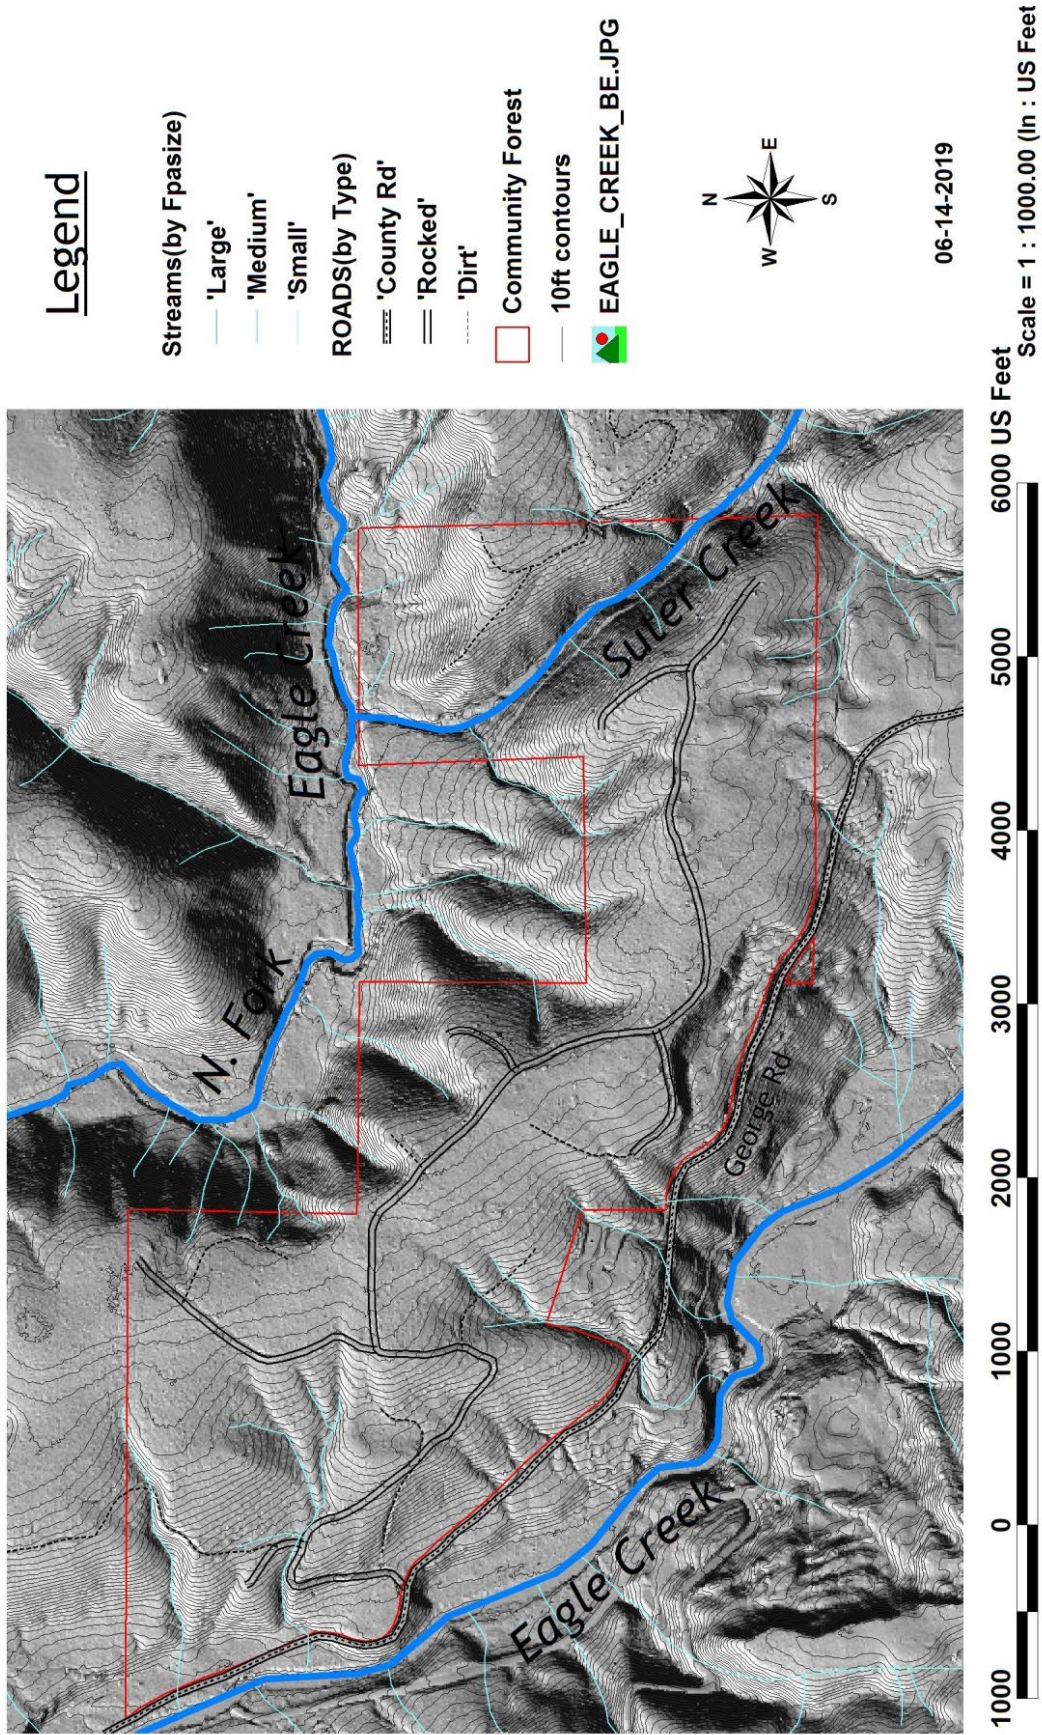 Legend
Streams(by Fpasize)
'Large'
'Medium'
'Small'
ROADS(by Type)
'County Rd'
'Rocked'
'Dirt'
Community Forest
10ft contours
EAGLE_CREEK_BE.JPG
N
W
E
S
06-14-2019
Eagle Creek
N. Fork
Suter Creek
George Rd
Eagle Creek
1000
0
1000
2000
3000
4000
5000
6000 US Feet
Scale = 1 : 1000.00 (In : US Feet